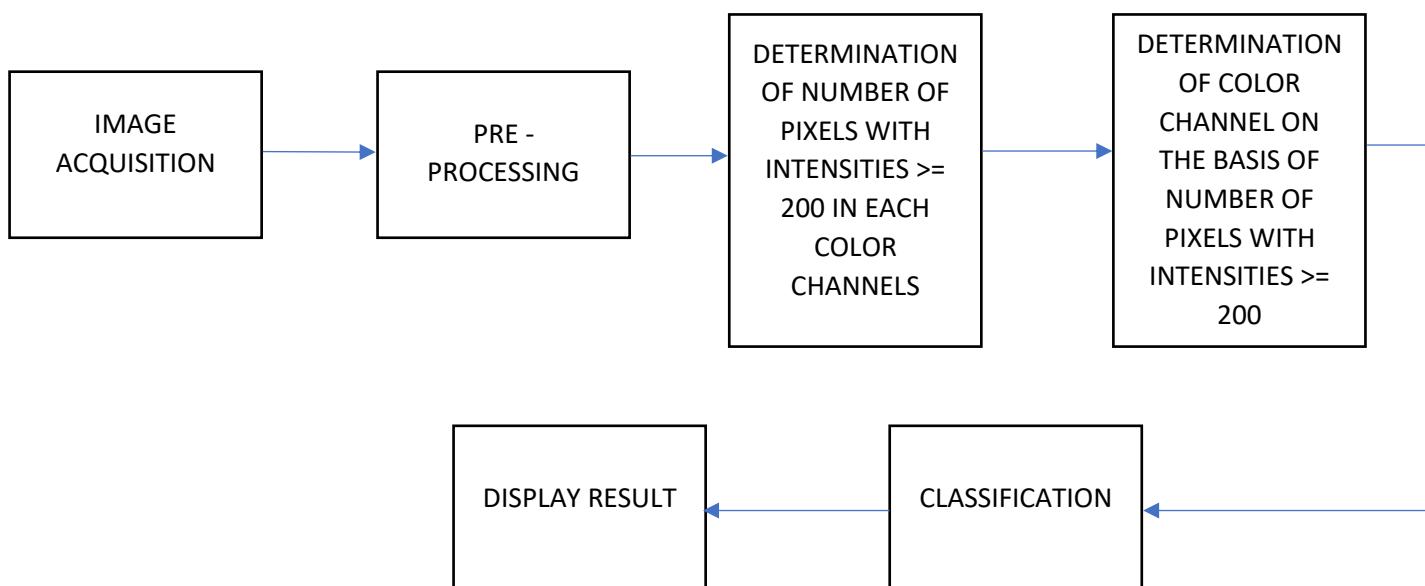 IMAGE
ACQUISITION
PRE -
PROCESSING
DETERMINATION
OF NUMBER OF
PIXELS WITH
INTENSITIES >=
200 IN EACH
COLOR
CHANNELS
DETERMINATION
OF COLOR
CHANNEL ON
THE BASIS OF
NUMBER OF
PIXELS WITH
INTENSITIES >=
200
CLASSIFICATION
DISPLAY RESULT